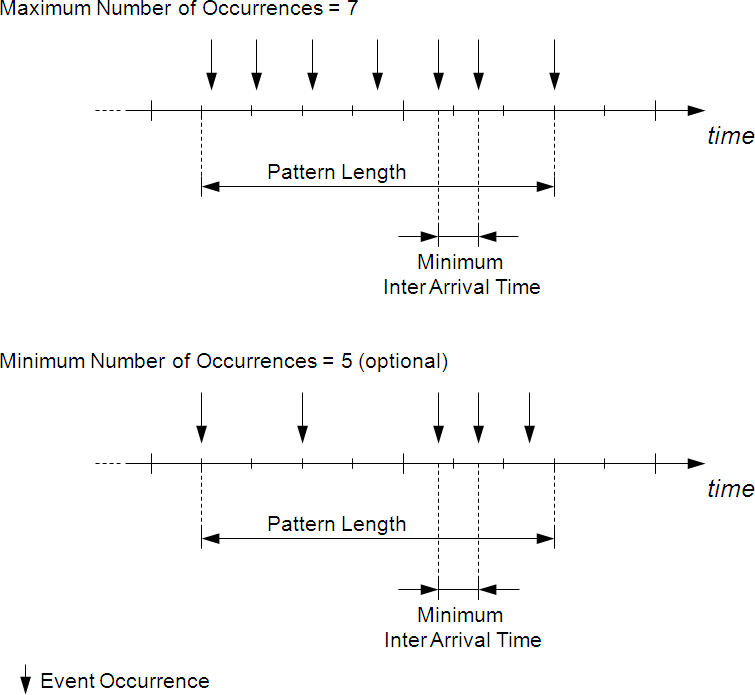 Maximum Number of Occurrences = 7
time
Pattern Length
Minimum
Inter Arrival Time
Minimum Number of Occurrences = 5 (optional)
time
Pattern Length
Minimum
Inter Arrival Time
Event Occurrence